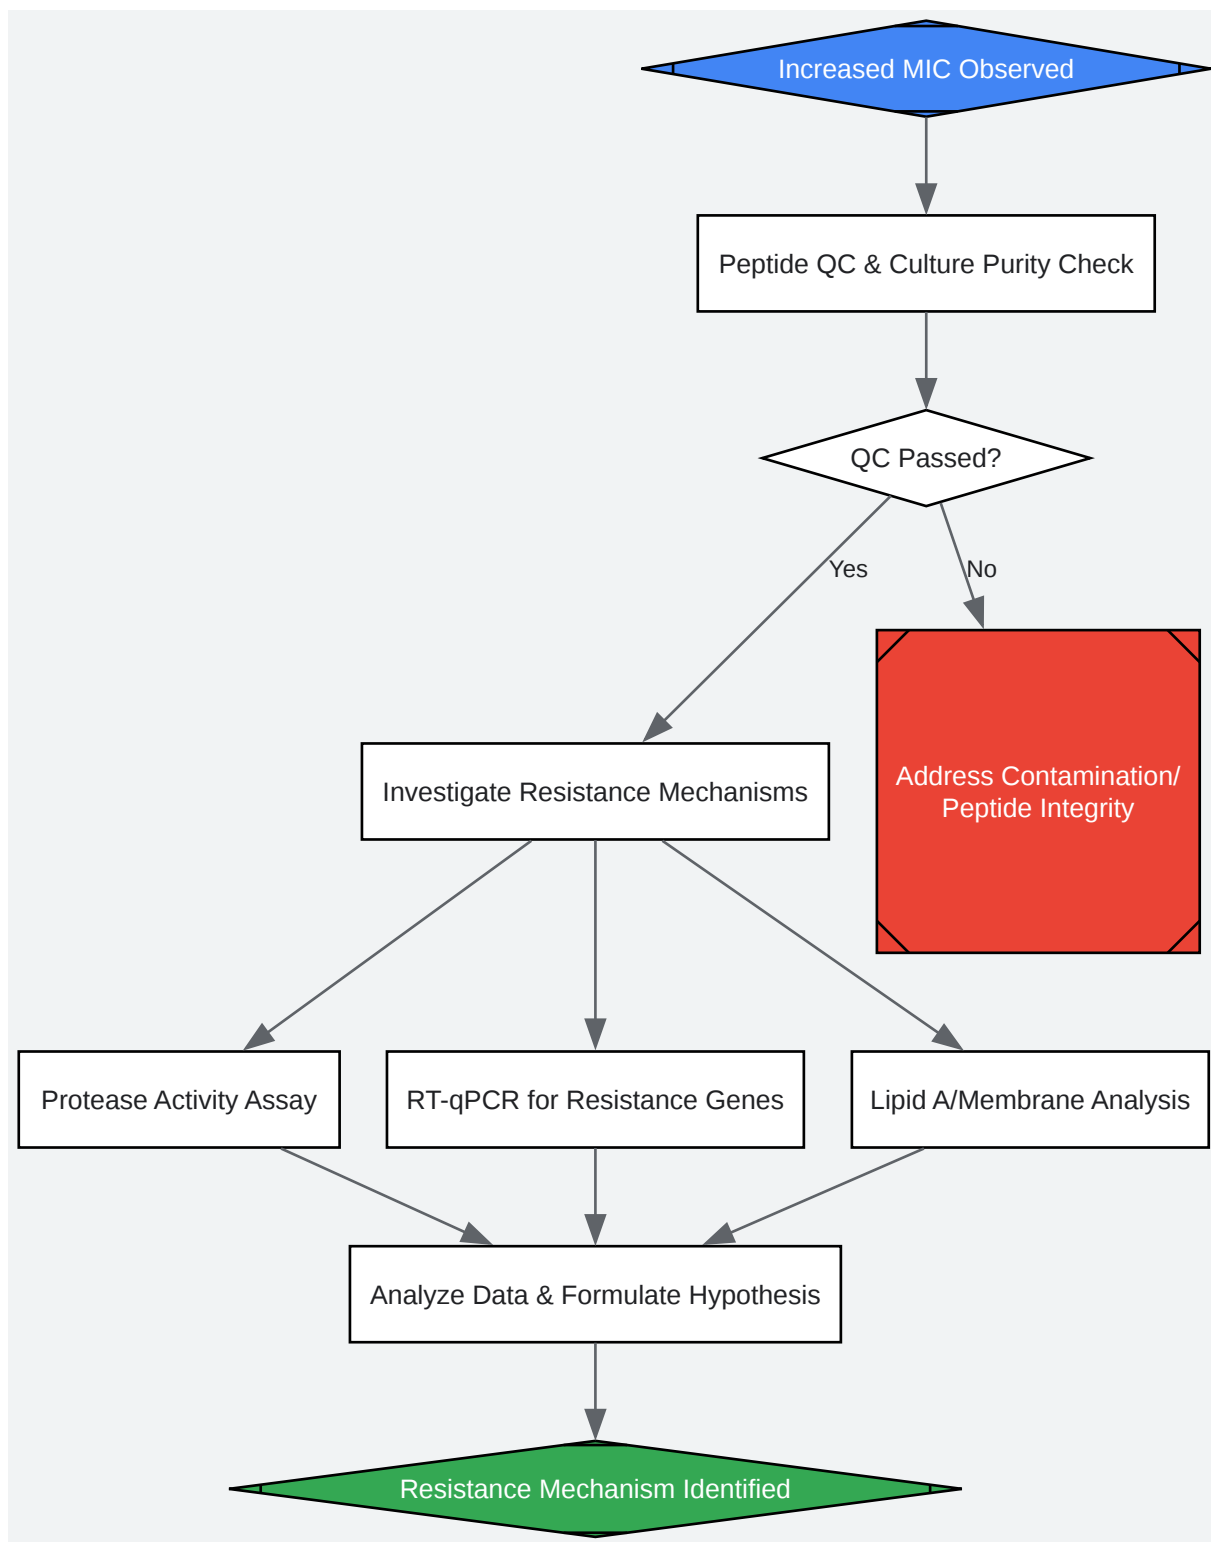 Increased MIC Observed
Peptide QC & Culture Purity Check
QC Passed?
Yes
No
Investigate Resistance Mechanisms
Address Contamination/
Peptide Integrity
Protease Activity Assay
RT-qPCR for Resistance Genes
Lipid A/Membrane Analysis
Analyze Data & Formulate Hypothesis
Resistance Mechanism Identified